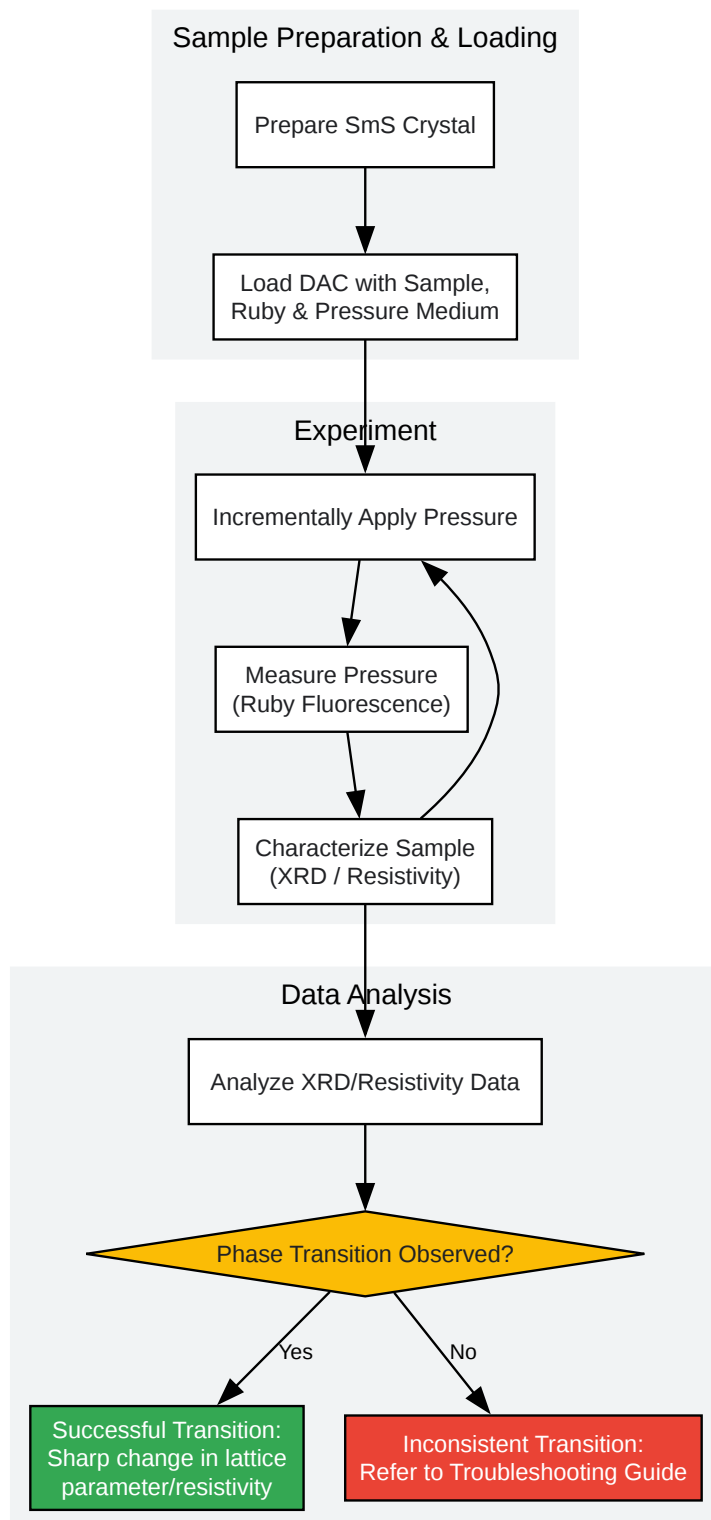 Sample Preparation & Loading
Prepare SmS Crystal
Load DAC with Sample,
Ruby & Pressure Medium
Experiment
Incrementally Apply Pressure
Measure Pressure
(Ruby Fluorescence)
Characterize Sample
(XRD / Resistivity)
Data Analysis
Analyze XRD/Resistivity Data
Phase Transition Observed?
Yes
No
Successful Transition:
Sharp change in lattice
parameter/resistivity
Inconsistent Transition:
Refer to Troubleshooting Guide